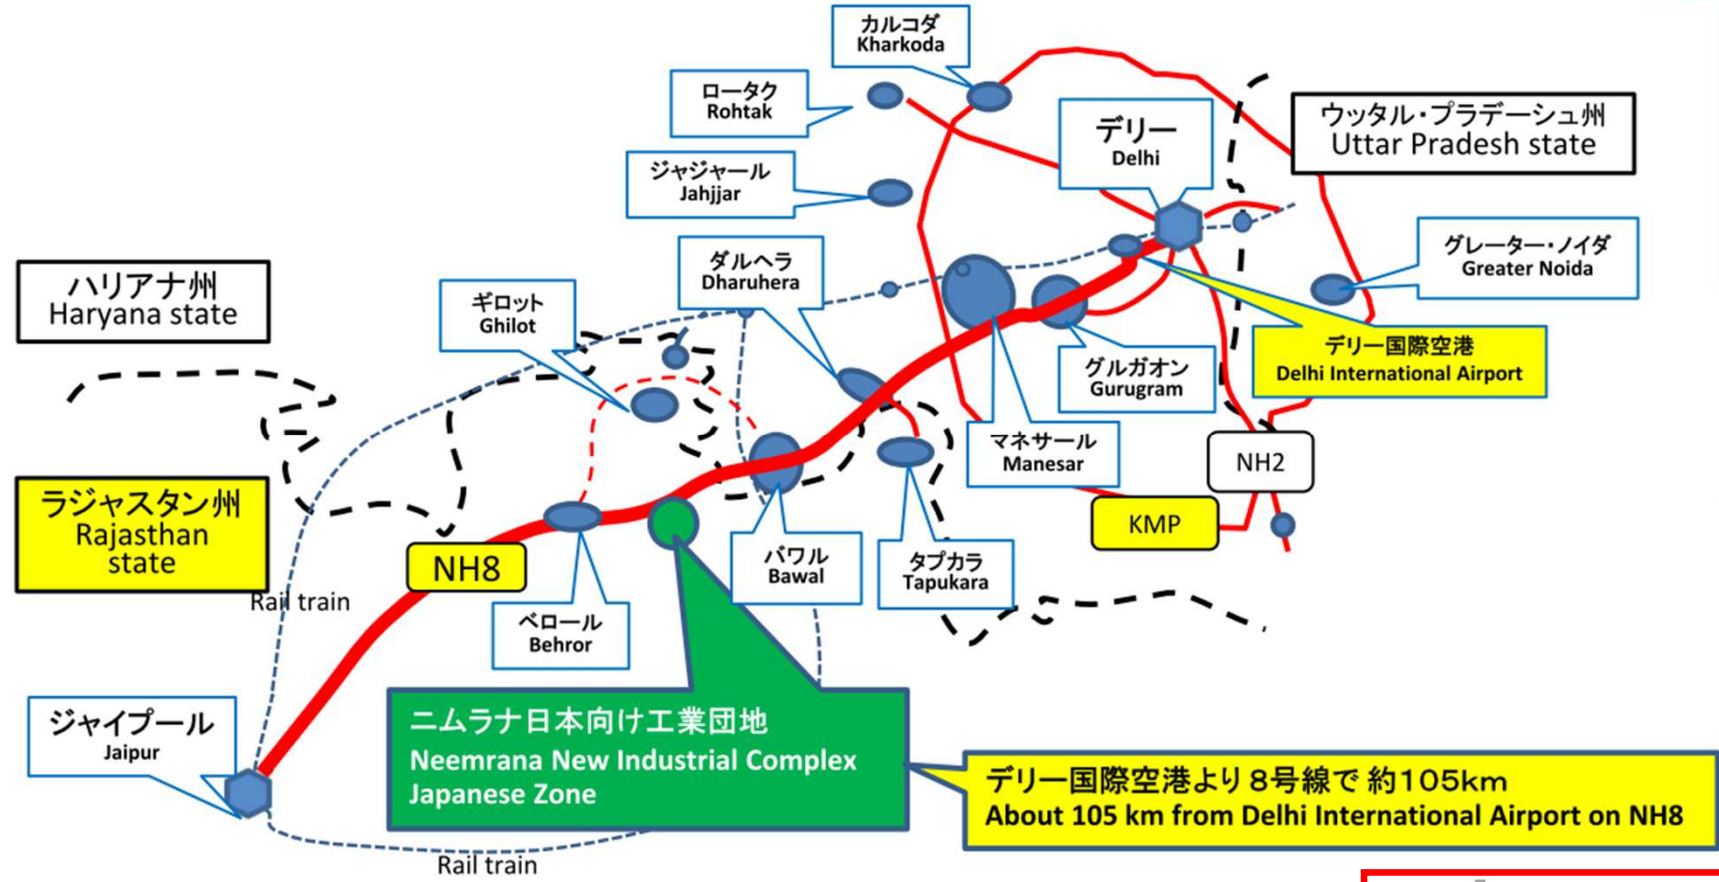 カルコダ
Kharkoda
ロータク
Rohtak
デリー
Delhi
ウッタル・プラデーシュ州
Uttar Pradesh state
ジャジャール
Jahjjar
グレーター・ノイダ
Greater Noida
ダルヘラ
Dharuhera
ハリアナ州
Haryana state
ギロット
Ghilot
デリー国際空港
Delhi International Airport
グルガオン
Gurugram
マネサール
Manesar
NH2
ラジャスタン州
Rajasthan
state
KMP
NH8
バワル
Bawal
タプカラ
Tapukara
Rail train
ベロール
Behror
ジャイプール
Jaipur
ニムラナ日本向け工業団地
Neemrana New Industrial Complex
Japanese Zone
デリー国際空港より８号線で 約１０５ｋｍ
About 105 km from Delhi International Airport on NH8
Rail train